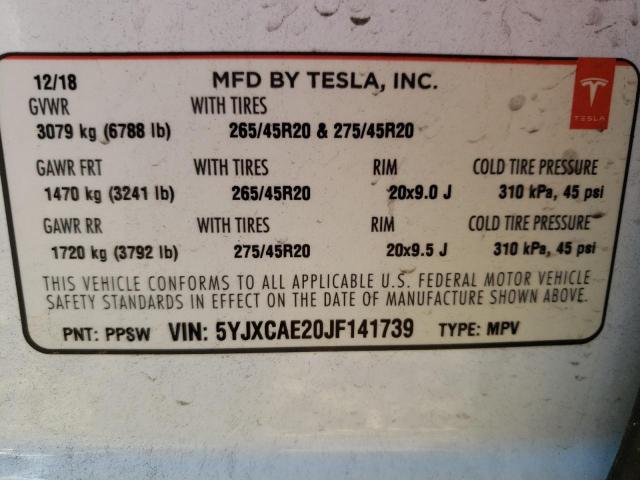 12/18 MFD BY TESLA, INC.
GVWR WITH TIRES
3079 kg (6788 lb) 265/45R20 & 275/45R20
TESLA
GAWR FRT WITH TIRES RIM COLD TIRE PRESSURE
1470 kg (3241 lb) 265/45R20 20x9.0 J 310 kPa, 45 psi
GAWR RR WITH TIRES RIM COLD TIRE PRESSURE
1720 kg (3792 lb) 275/45R20 20x9.5 J 310 kPa, 45 psi
THIS VEHICLE CONFORMS TO ALL APPLICABLE U.S. FEDERAL MOTOR VEHICLE
SAFETY STANDARDS IN EFFECT ON THE DATE OF MANUFACTURE SHOWN ABOVE.
PNT: PPSW VIN: 5YJXCAE20JF141739 TYPE: MPV